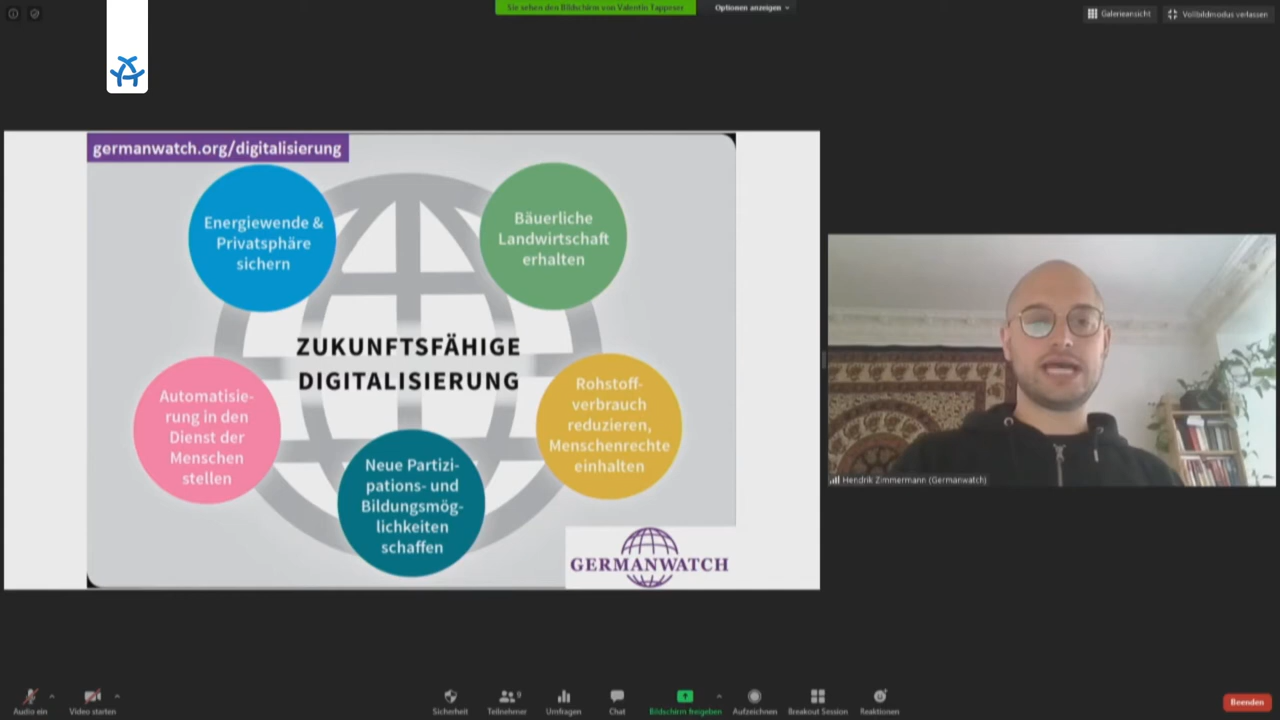 Sie sehen den Bildschirm von Valentin Tappeser
Optionen anzeigen
Galerieansicht
Vollbildmodus verlassen
germanwatch.org/digitalisierung
Energiewende &
Privatsphäre
sichern
Bäuerliche
Landwirtschaft
erhalten
ZUKUNFTSFÄHIGE
DIGITALISIERUNG
Automatisie-
rung in den
Dienst der
Menschen
stellen
Rohstoff-
verbrauch
reduzieren,
Menschenrechte
einhalten
Neue Partizi-
pations- und
Bildungsmög-
lichkeiten
schaffen
GERMANWATCH
Hendrik Zimmermann (Germanwatch)
Audio ein
Video starten
Sicherheit
9
Teilnehmer
Umfragen
Chat
Bildschirm freigeben
Aufzeichnen
Breakout Session
Reaktionen
Beenden